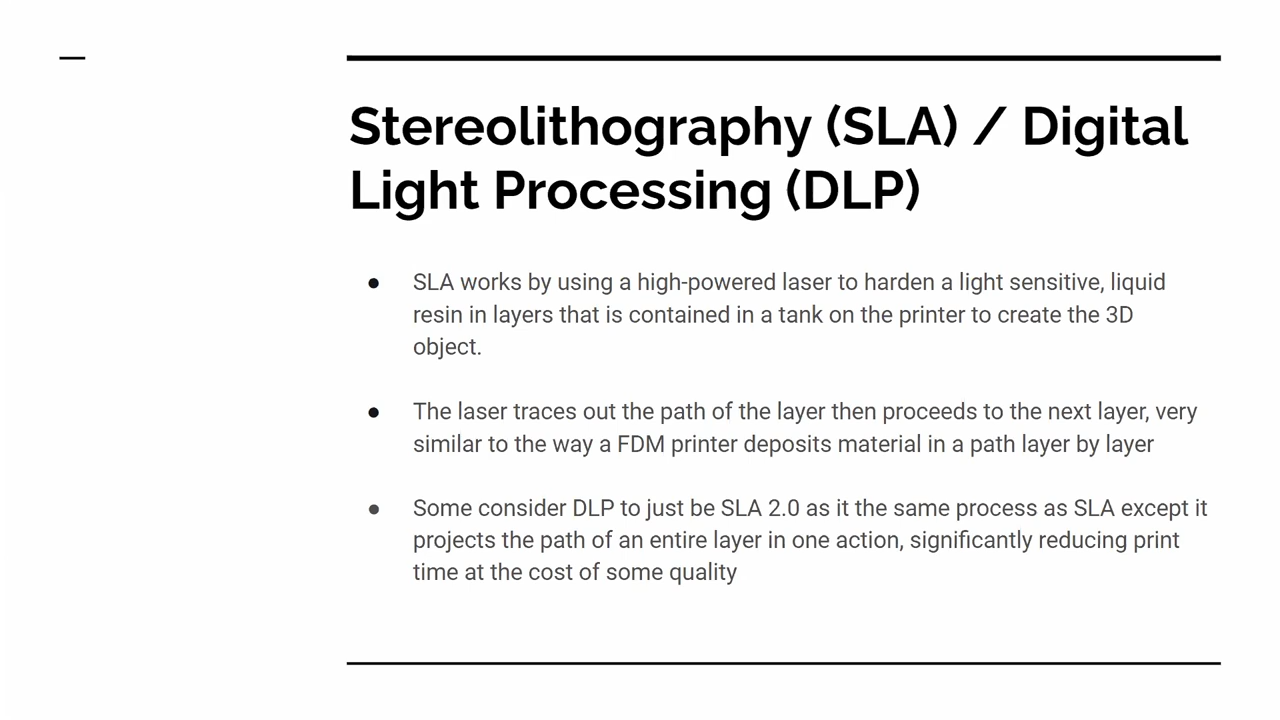 Stereolithography (SLA) / Digital
Light Processing (DLP)
● SLA works by using a high-powered laser to harden a light sensitive, liquid
resin in layers that is contained in a tank on the printer to create the 3D
object.
● The laser traces out the path of the layer then proceeds to the next layer, very
similar to the way a FDM printer deposits material in a path layer by layer
● Some consider DLP to just be SLA 2.0 as it the same process as SLA except it
projects the path of an entire layer in one action, significantly reducing print
time at the cost of some quality